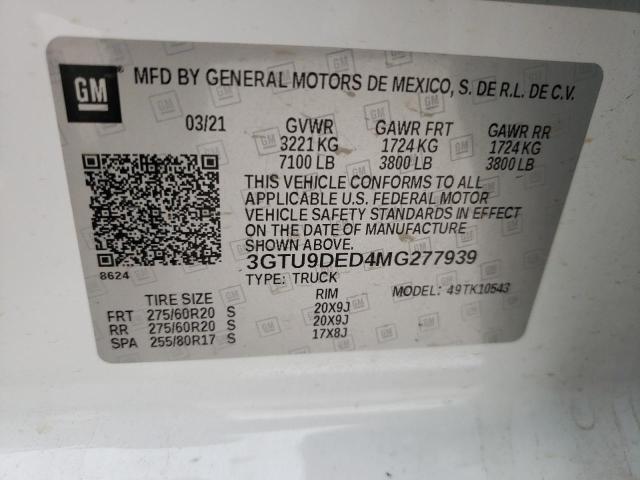 GM MFD BY GENERAL MOTORS DE MEXICO, S. DE R.L. DE C.V.
03/21 GVWR GAWR FRT GAWR RR
3221 KG 1724 KG 1724 KG
7100 LB 3800 LB 3800 LB
THIS VEHICLE CONFORMS TO ALL
APPLICABLE U.S. FEDERAL MOTOR
VEHICLE SAFETY STANDARDS IN EFFECT
ON THE DATE OF MANUFACTURE
SHOWN ABOVE.
8624 3GTU9DED4MG277939
TYPE: TRUCK MODEL: 49TK10543
TIRE SIZE RIM
FRT 275/60R20 S 20X9J
RR 275/60R20 S 20X9J
SPA 255/80R17 S 17X8J